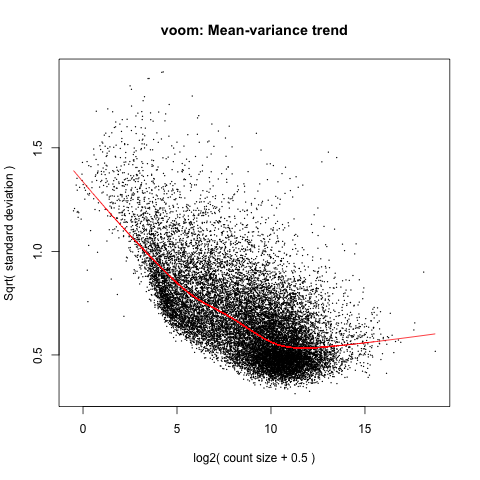 voom: Mean-variance trend
Sqrt( standard deviation )
1.5
1.0
0.5
0 5 10 15
log2( count size + 0.5 )